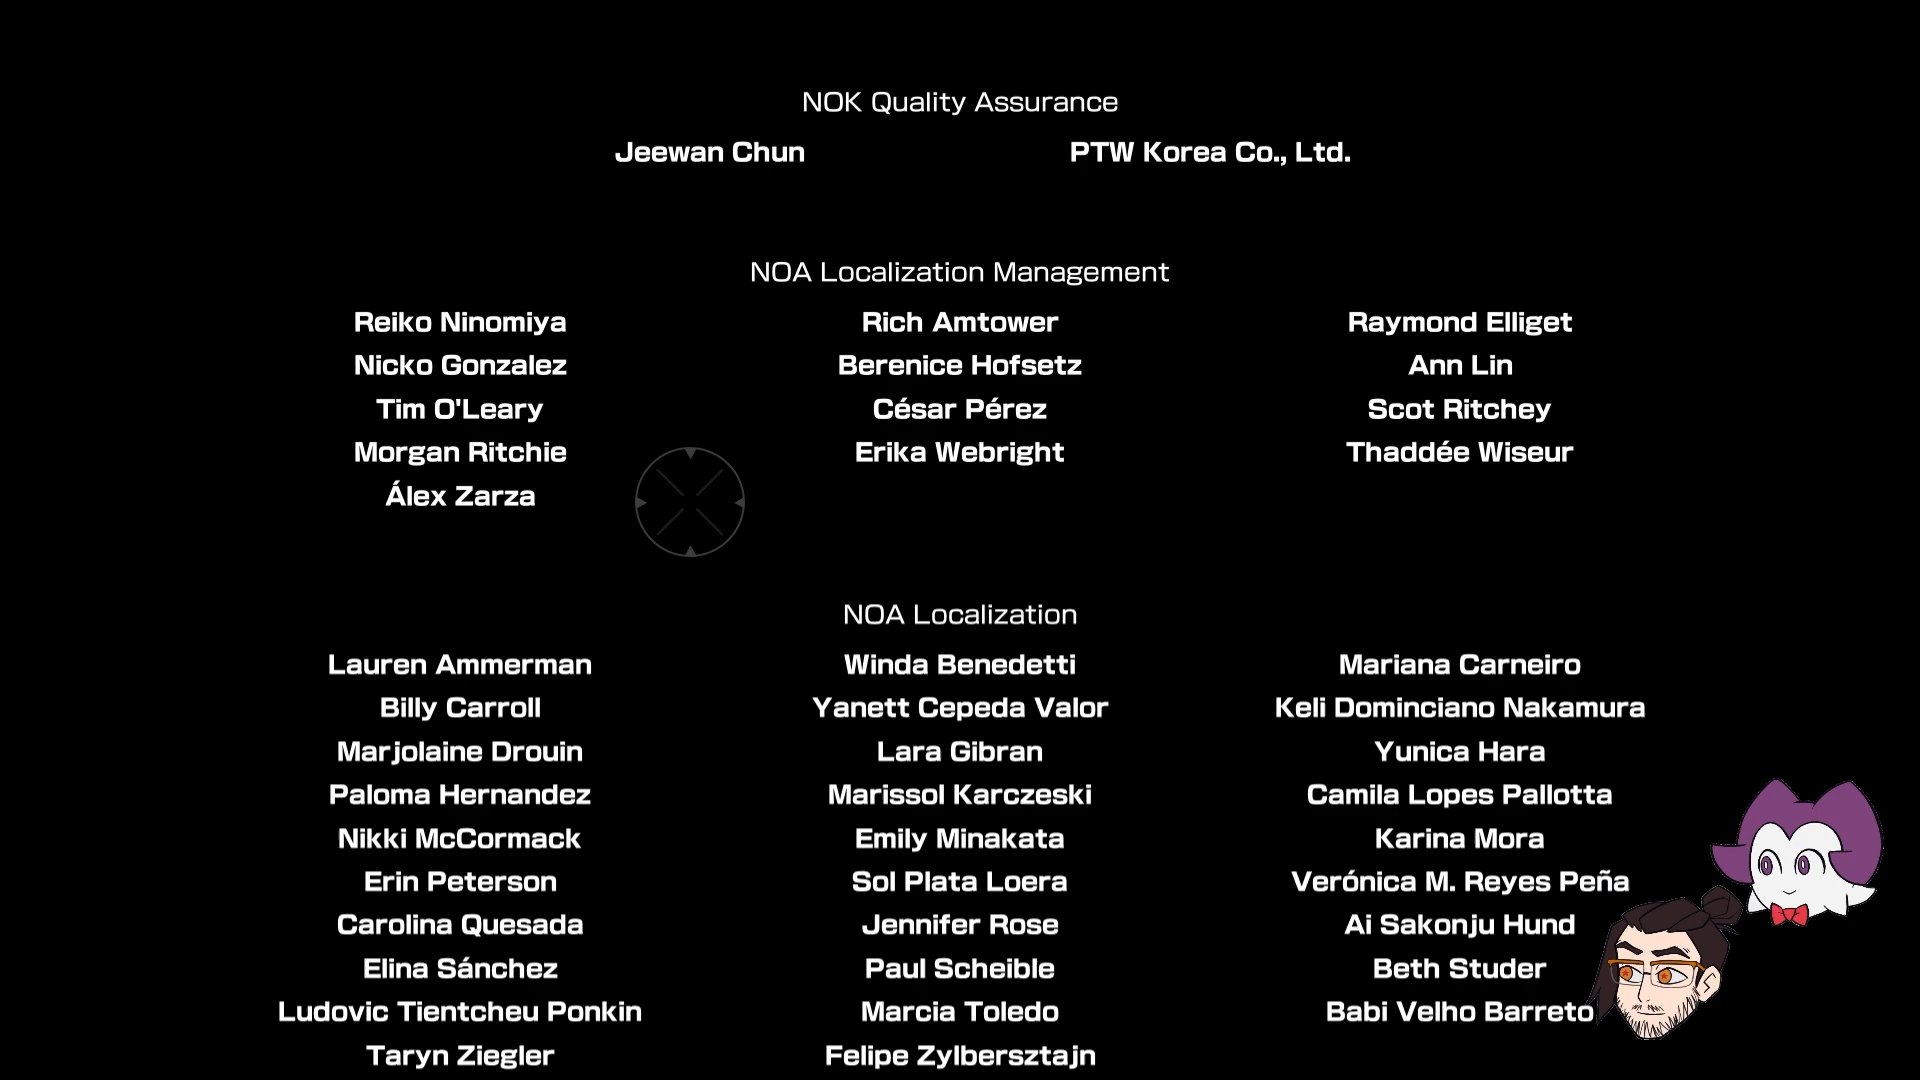 NOK Quality Assurance
Jeewan Chun PTW Korea Co., Ltd.
NOA Localization Management
Reiko Ninomiya Rich Amtower Raymond Elliget
Nicko Gonzalez Berenice Hofsetz Ann Lin
Tim O'Leary César Pérez Scot Ritchey
Morgan Ritchie Erika Webright Thaddée Wiseur
Álex Zarza
NOA Localization
Lauren Ammerman Winda Benedetti Mariana Carneiro
Billy Carroll Yanett Cepeda Valor Keli Dominciano Nakamura
Marjolaine Drouin Lara Gibran Yunica Hara
Paloma Hernandez Marissol Karczeski Camila Lopes Pallotta
Nikki McCormack Emily Minakata Karina Mora
Erin Peterson Sol Plata Loera Verónica M. Reyes Peña
Carolina Quesada Jennifer Rose Ai Sakonju Hund
Elina Sánchez Paul Scheible Beth Studer
Ludovic Tientcheu Ponkin Marcia Toledo Babi Velho Barreto
Taryn Ziegler Felipe Zylbersztajn